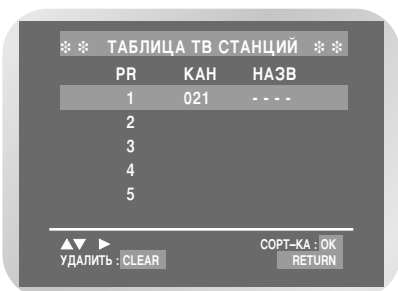 ❄ ❄ ТАБЛИЦА ТВ СТАНЦИЙ ❄ ❄
PR КАН НАЗВ
1 021 - - - -
2
3
4
5
▲▼ ► СОРТ–КА : OK
УДАЛИТЬ : CLEAR RETURN